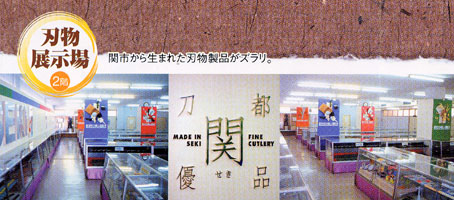 刃物
展示場
2階
関市から生まれた刃物製品がズラリ。
刀都
MADE IN
SEKI
関
FINE
CUTLERY
せき
優品